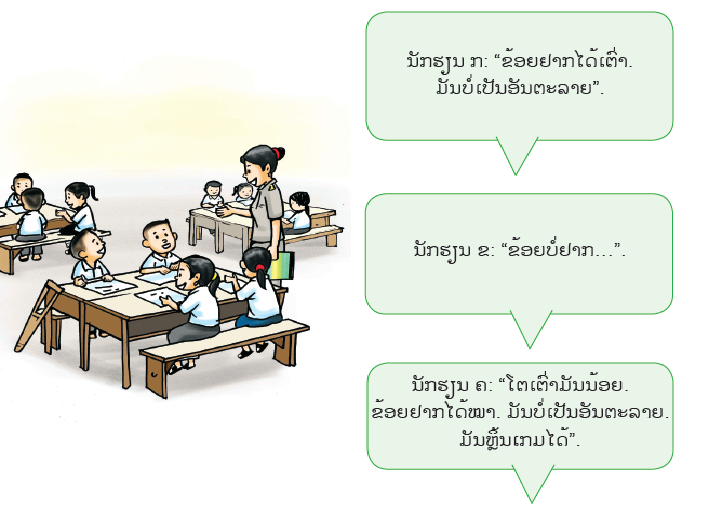 ນັກຮຽນ ກ: “ຂ້ອຍຢາກໄດ້ເຕົ່າ.
ມັນບໍ່ເປັນອັນຕະລາຍ”.
ນັກຮຽນ ຂ: “ຂ້ອຍບໍ່ຢາກ...”.
ນັກຮຽນ ຄ: “ໂຕເຕົ່າມັນນ້ອຍ.
ຂ້ອຍຢາກໄດ້ໝາ. ມັນບໍ່ເປັນອັນຕະລາຍ.
ມັນຫຼິ້ນເກມໄດ້”.